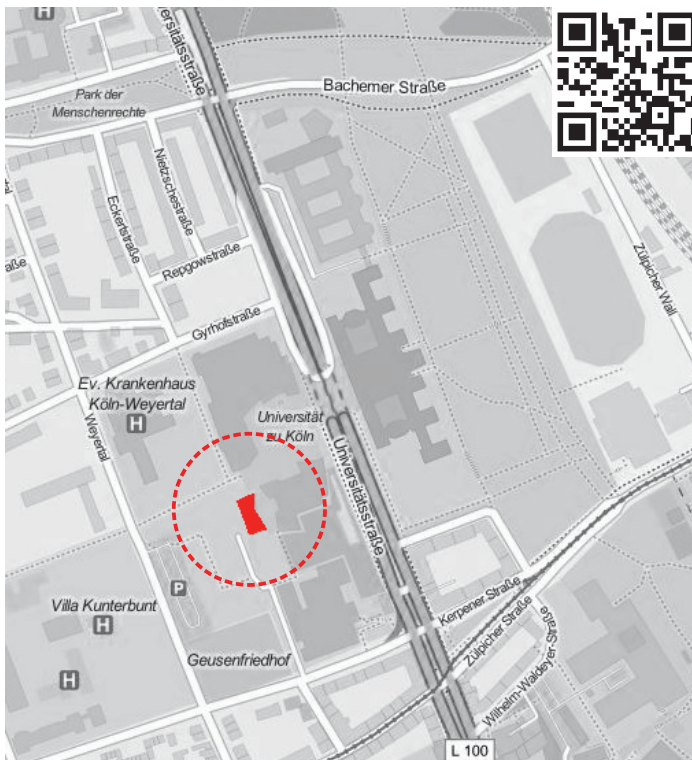 H
Universitätsstraße
Bachemer Straße
Park der
Menschenrechte
Nietzschestraße
Eckertstraße
Repgowstraße
aße
Zülpicher Wall
Gyrhofstraße
Ev. Krankenhaus
Köln-Weyertal
H
Weyertal
Universität
zu Köln
Universitätsstraße
P
Villa Kunterbunt
H
H
Geusenfriedhof
Kerpener Straße
Zülpicher Straße
Wilhelm-Waldeyer-Straße
L 100